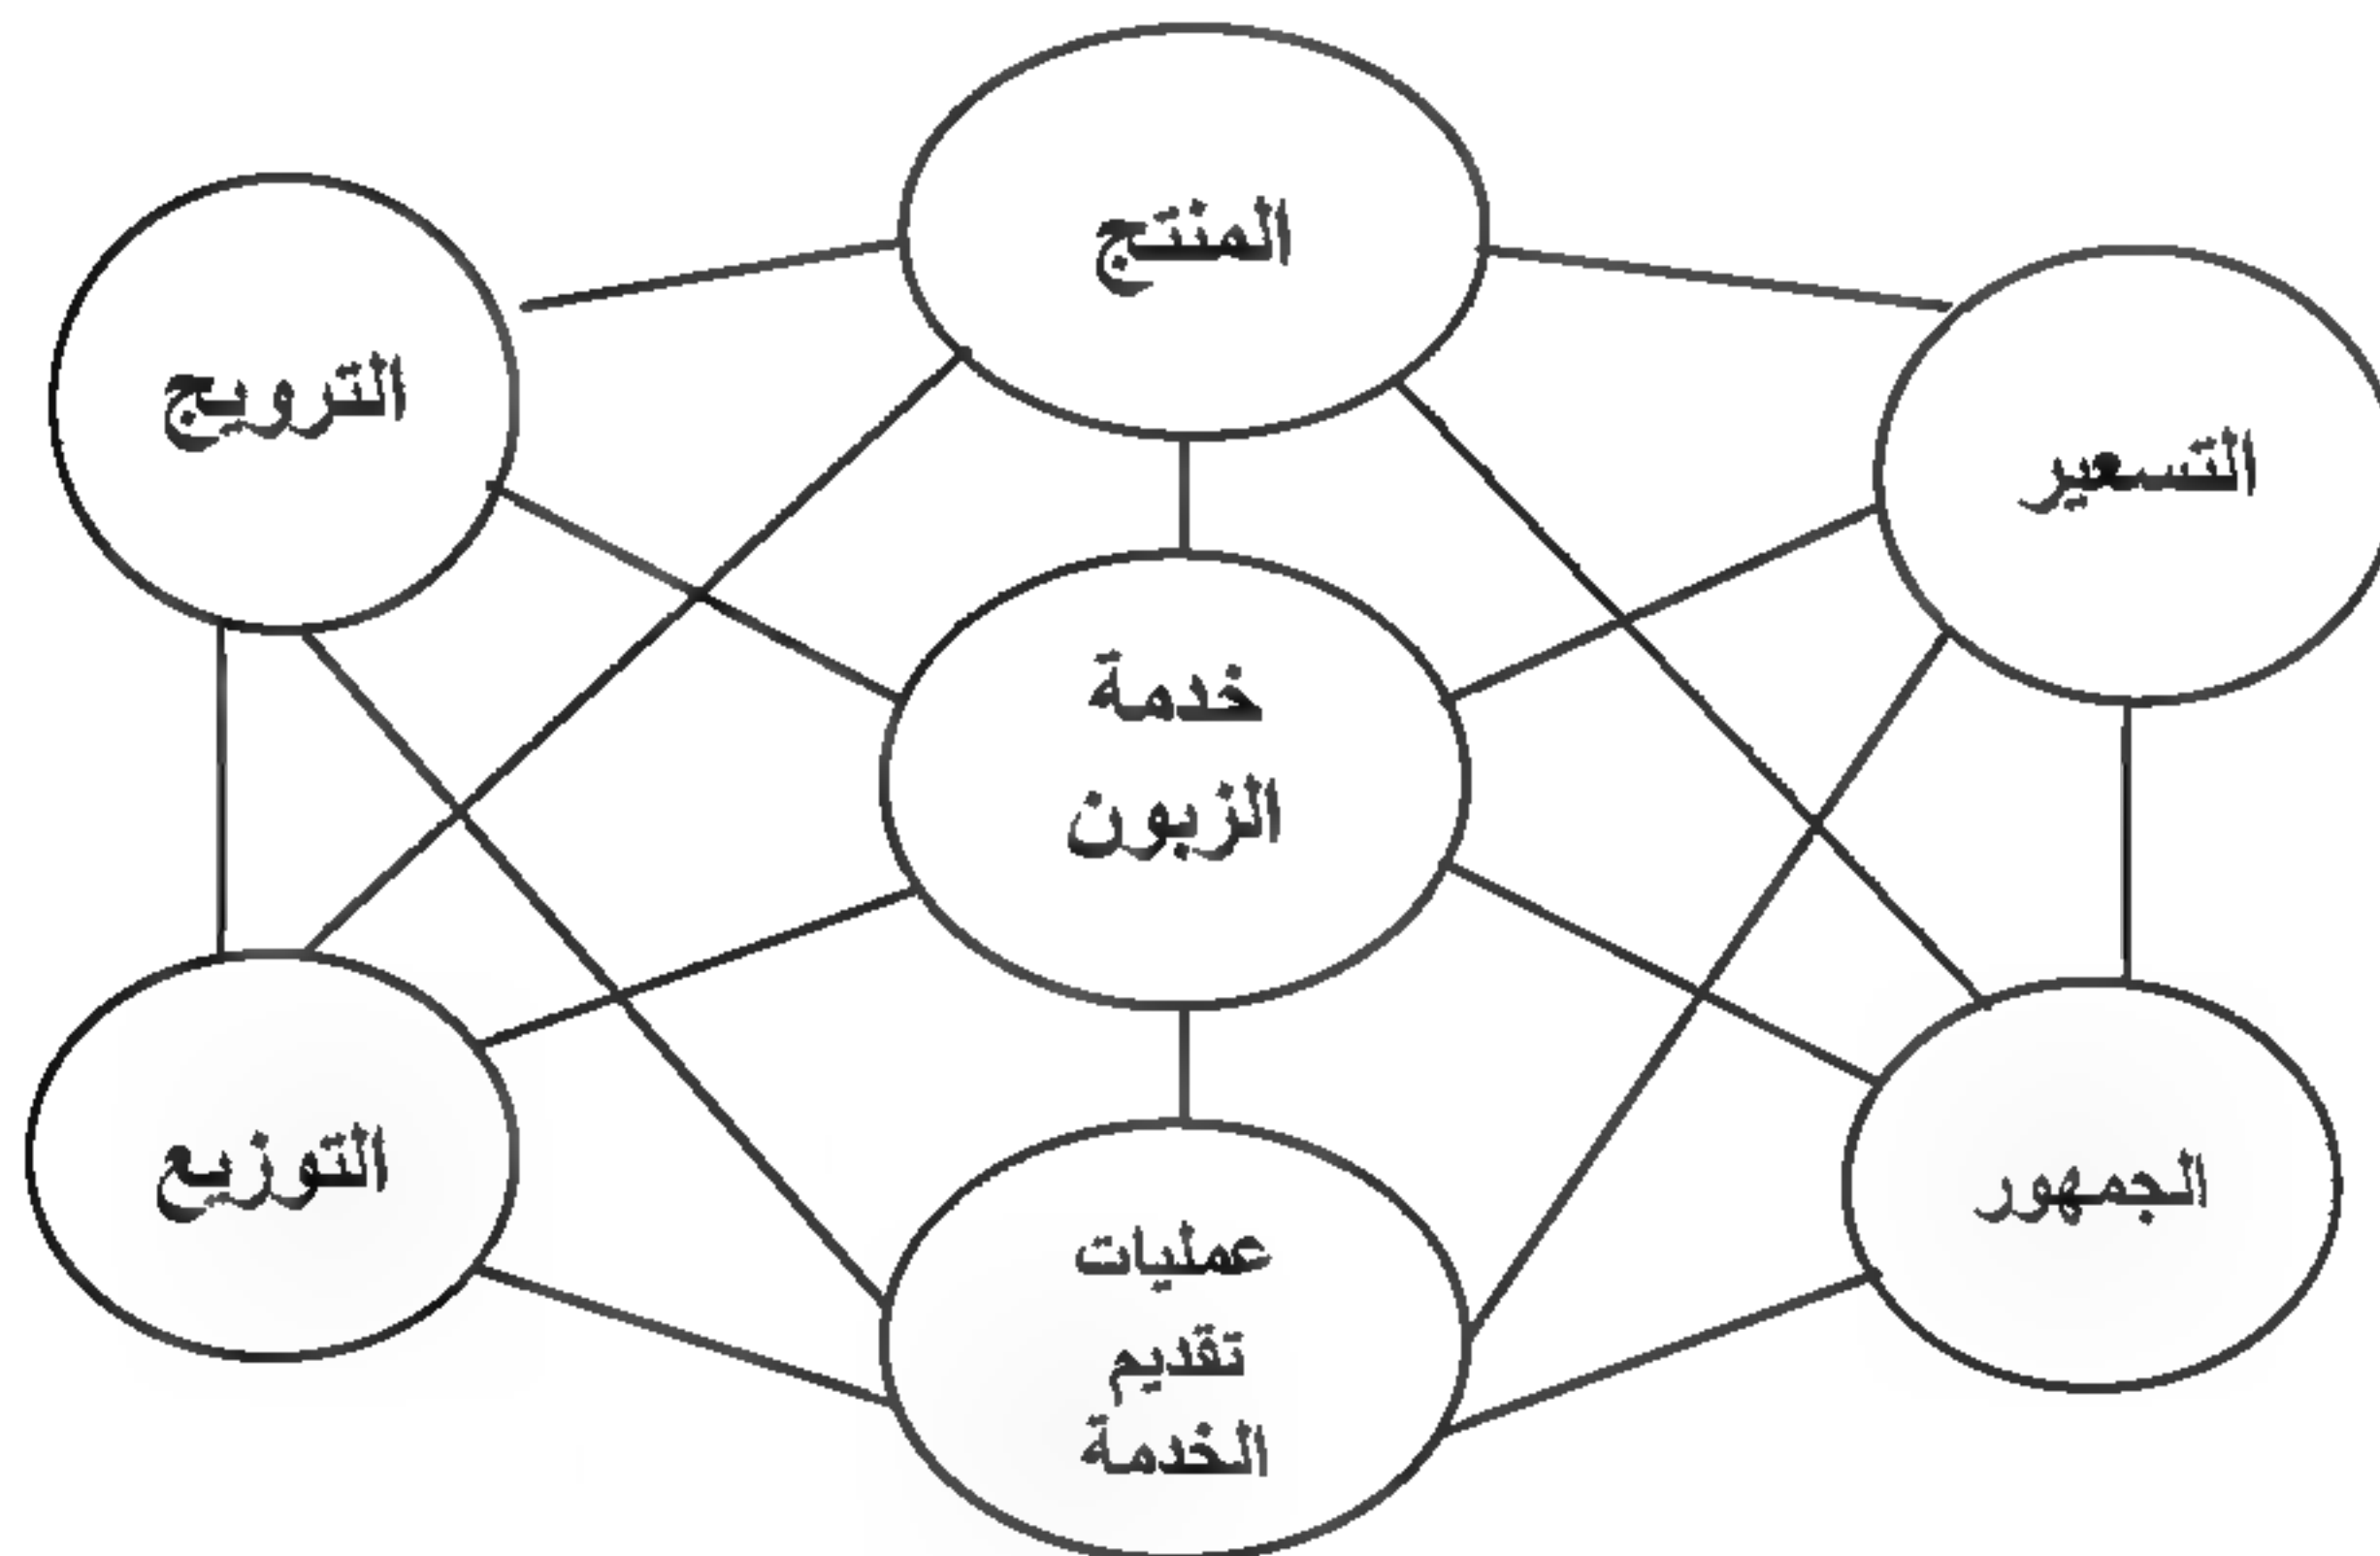 المنتج
الترويج
التسعير
خدمة
الزبون
التوزيع
الجمهور
عمليات
تقديم
الخدمة